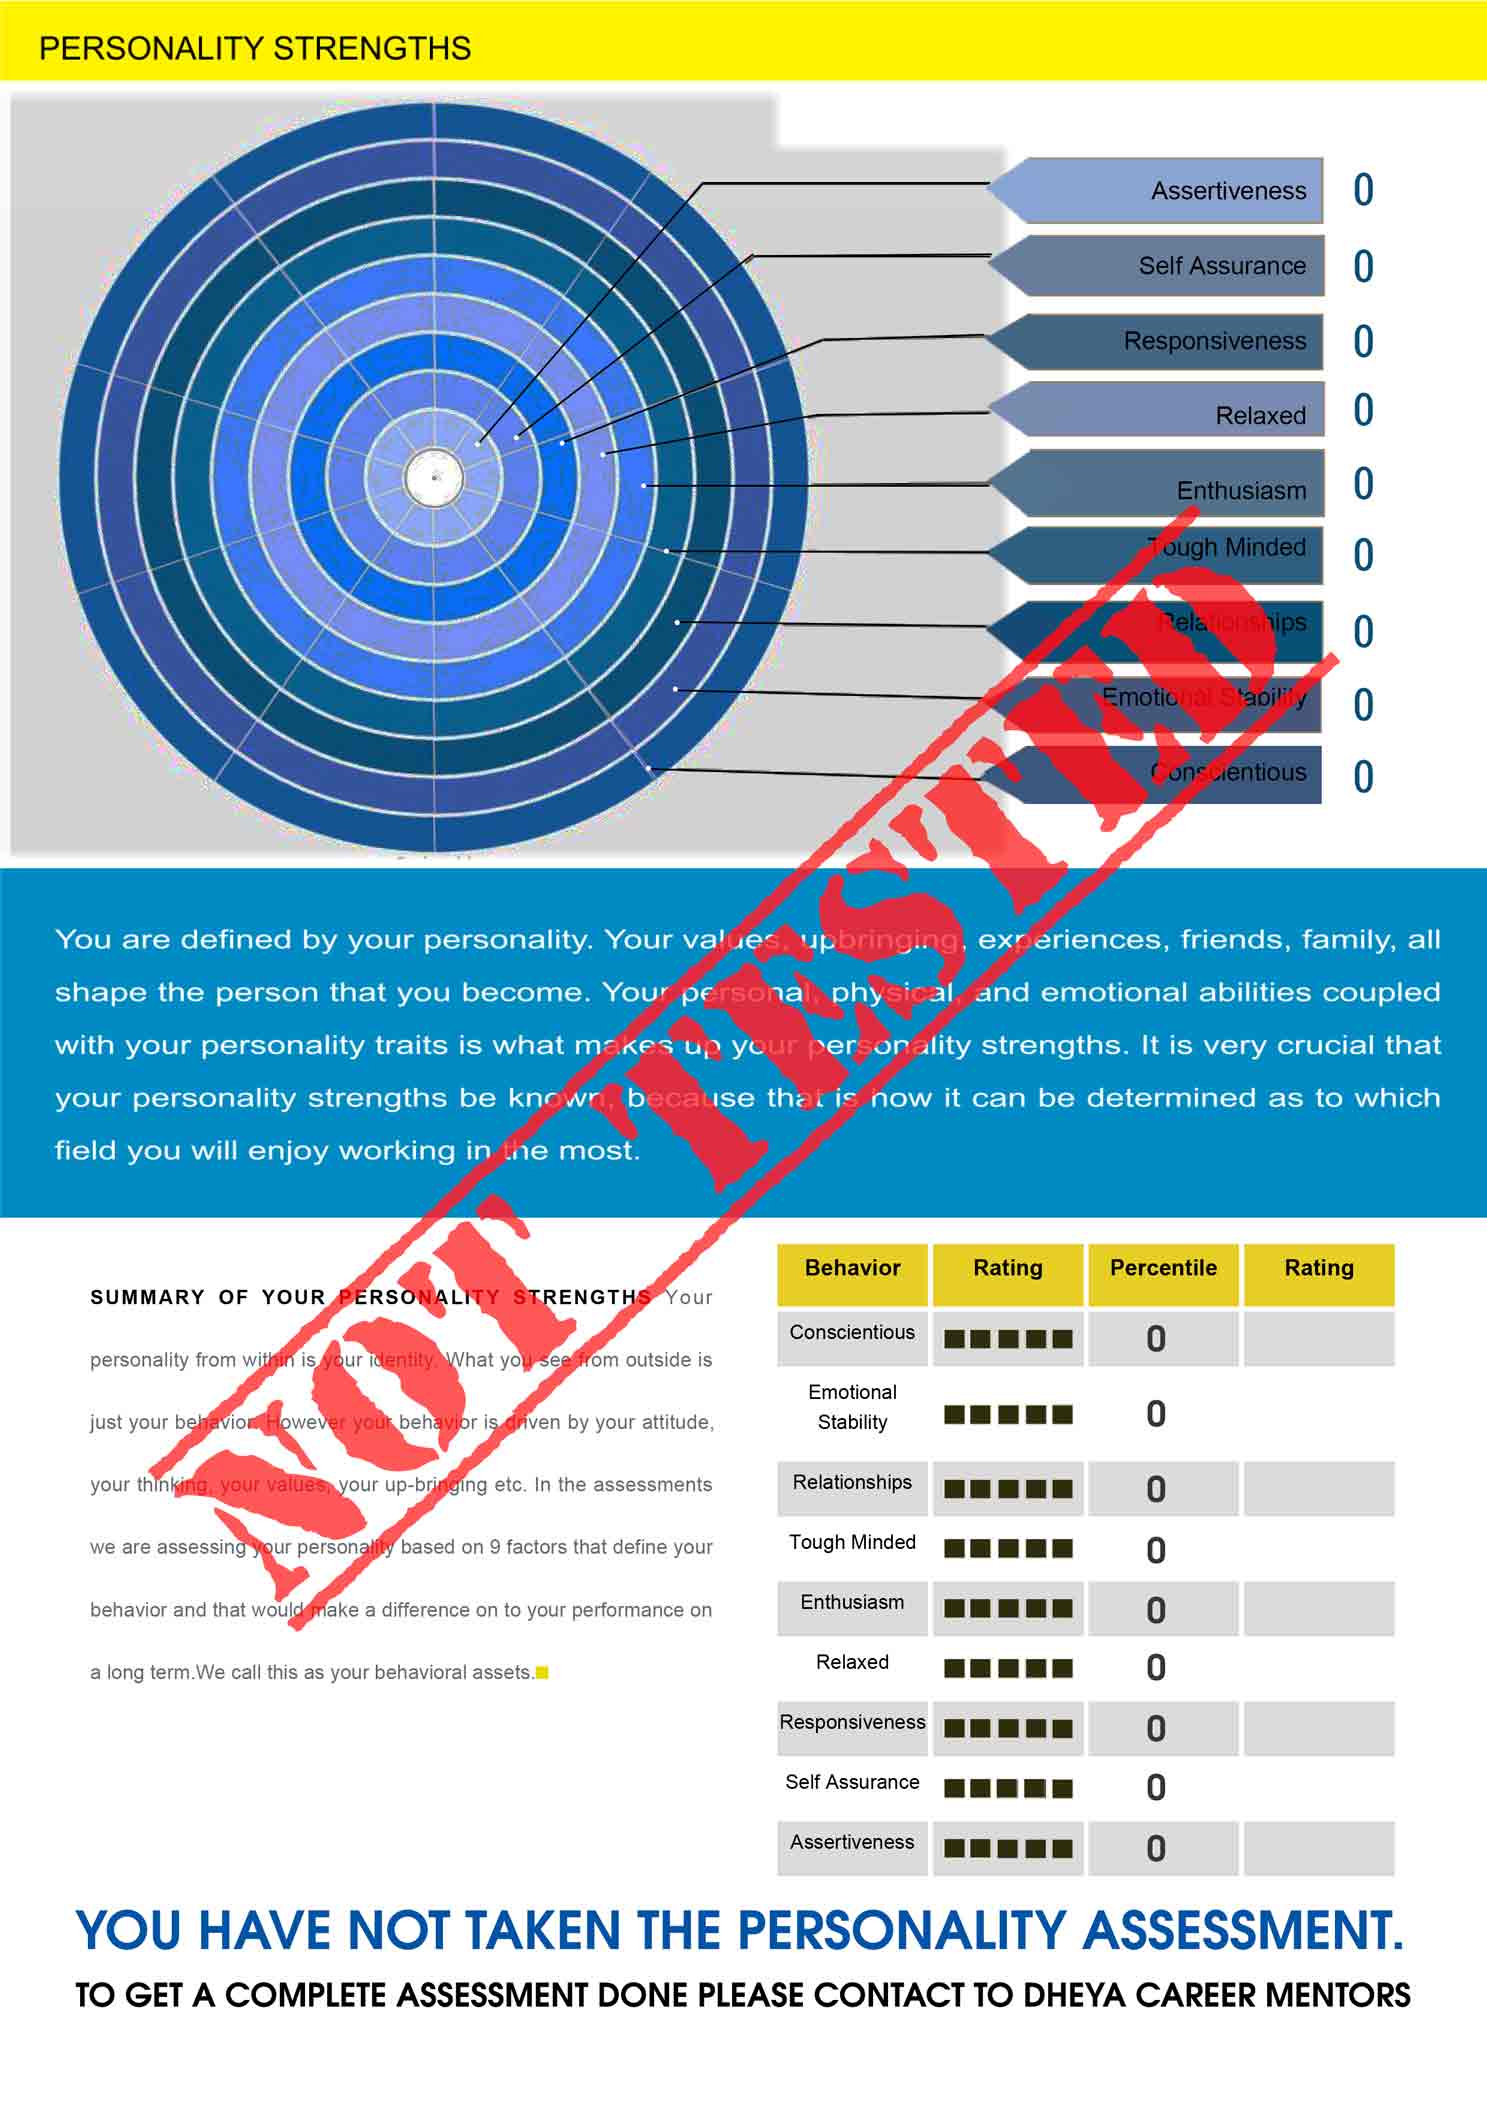 PERSONALITY STRENGTHS
Assertiveness 0
Self Assurance 0
Responsiveness 0
Relaxed 0
Enthusiasm 0
Tough Minded 0
Relationships 0
Emotional Stability 0
Conscientious 0
You are defined by your personality. Your values, upbringing, experiences, friends, family, all
shape the person that you become. Your personal, physical, and emotional abilities coupled
with your personality traits is what makes up your personality strengths. It is very crucial that
your personality strengths be known, because that is how it can be determined as to which
field you will enjoy working in the most.
NOT TESTED
SUMMARY OF YOUR PERSONALITY STRENGTHS Your
personality from within is your identity. What you see from outside is
just your behavior. However your behavior is driven by your attitude,
your thinking, your values, your up-bringing etc. In the assessments
we are assessing your personality based on 9 factors that define your
behavior and that would make a difference on to your performance on
a long term.We call this as your behavioral assets.
Behavior Rating Percentile Rating
Conscientious 0
Emotional
Stability 0
Relationships 0
Tough Minded 0
Enthusiasm 0
Relaxed 0
Responsiveness 0
Self Assurance 0
Assertiveness 0
YOU HAVE NOT TAKEN THE PERSONALITY ASSESSMENT.
TO GET A COMPLETE ASSESSMENT DONE PLEASE CONTACT TO DHEYA CAREER MENTORS